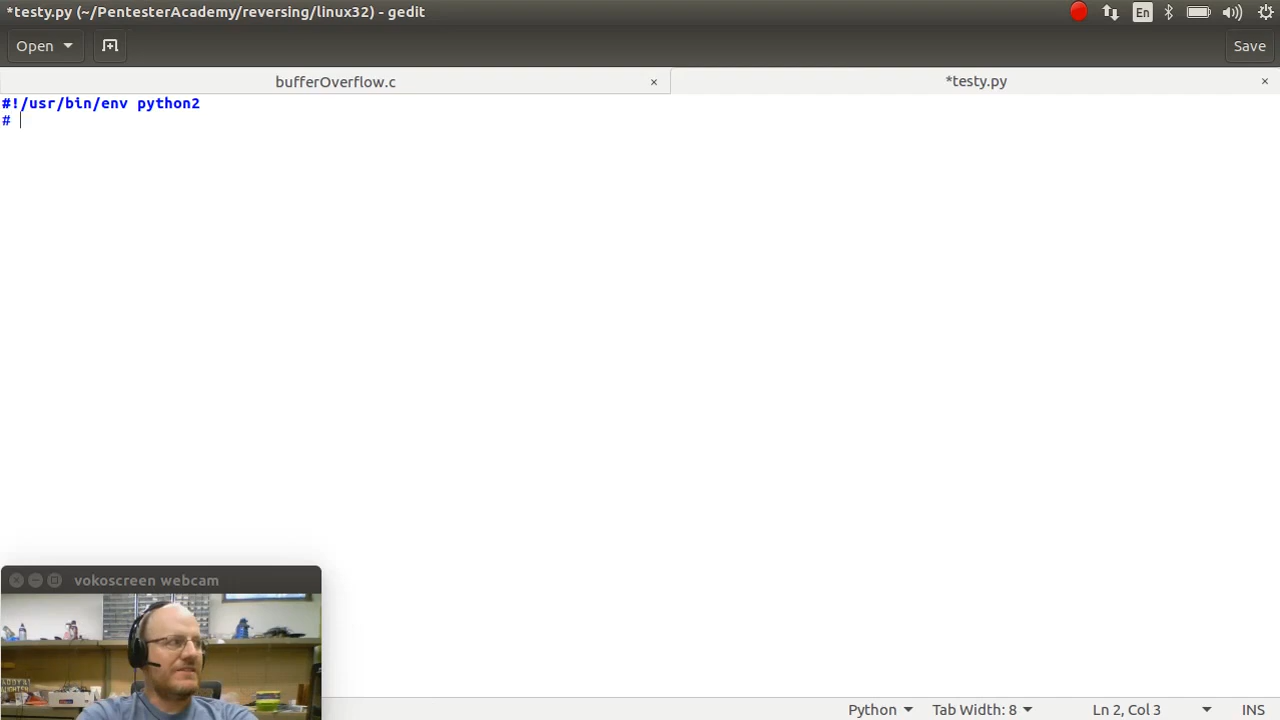 *testy.py (~/PentesterAcademy/reversing/linux32) - gedit
En
Open
Save
bufferOverflow.c ×
*testy.py ×
#!/usr/bin/env python2
#
vokoscreen webcam
Python
Tab Width: 8
Ln 2, Col 3
INS